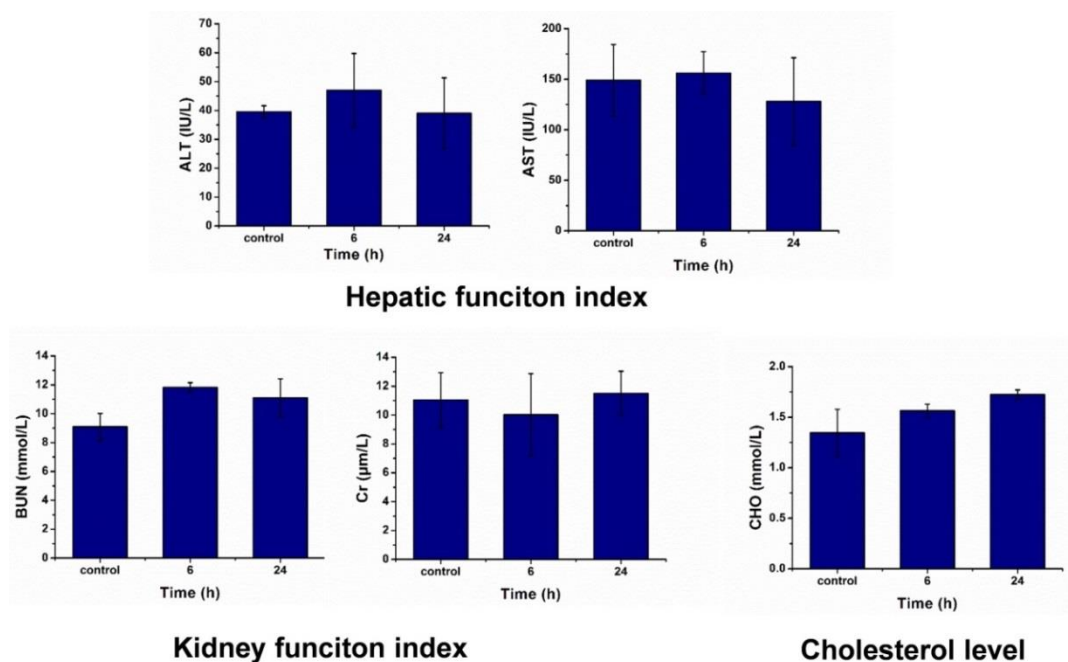 70
60
50
40
30
20
10
0
ALT (IU/L)
control 6 24
Time (h)
200
150
100
50
0
AST (IU/L)
control 6 24
Time (h)
Hepatic funciton index
14
12
10
8
6
4
2
0
BUN (mmol/L)
control 6 24
Time (h)
14
12
10
8
6
4
2
0
Cr (μm/L)
control 6 24
Time (h)
Kidney funciton index
2.0
1.5
1.0
0.5
0.0
CHO (mmol/L)
control 6 24
Time (h)
Cholesterol level